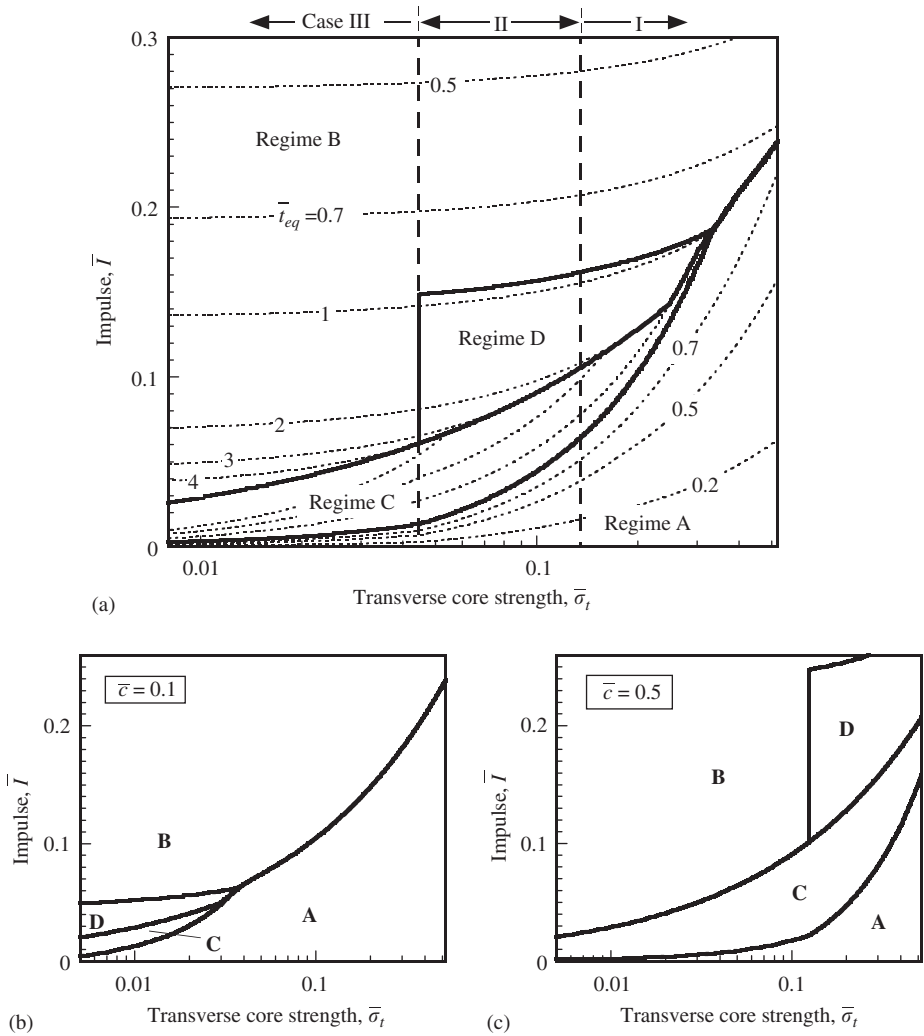 Case III II I
0.3
0.5
Regime B
0.2
t̄eq =0.7
Impulse, Ī
1
Regime D
0.7
0.1
2
0.5
3
4
Regime C
0.2
Regime A
0
0.01 0.1
Transverse core strength, σ̄t
(a)
c̄ = 0.1
0.2
Impulse, Ī
B
0.1
D
C
A
0
0.01 0.1
(b)
Transverse core strength, σ̄t
c̄ = 0.5
0.2
Impulse, Ī
D
B
0.1
C
A
0
0.01 0.1
(c)
Transverse core strength, σ̄t